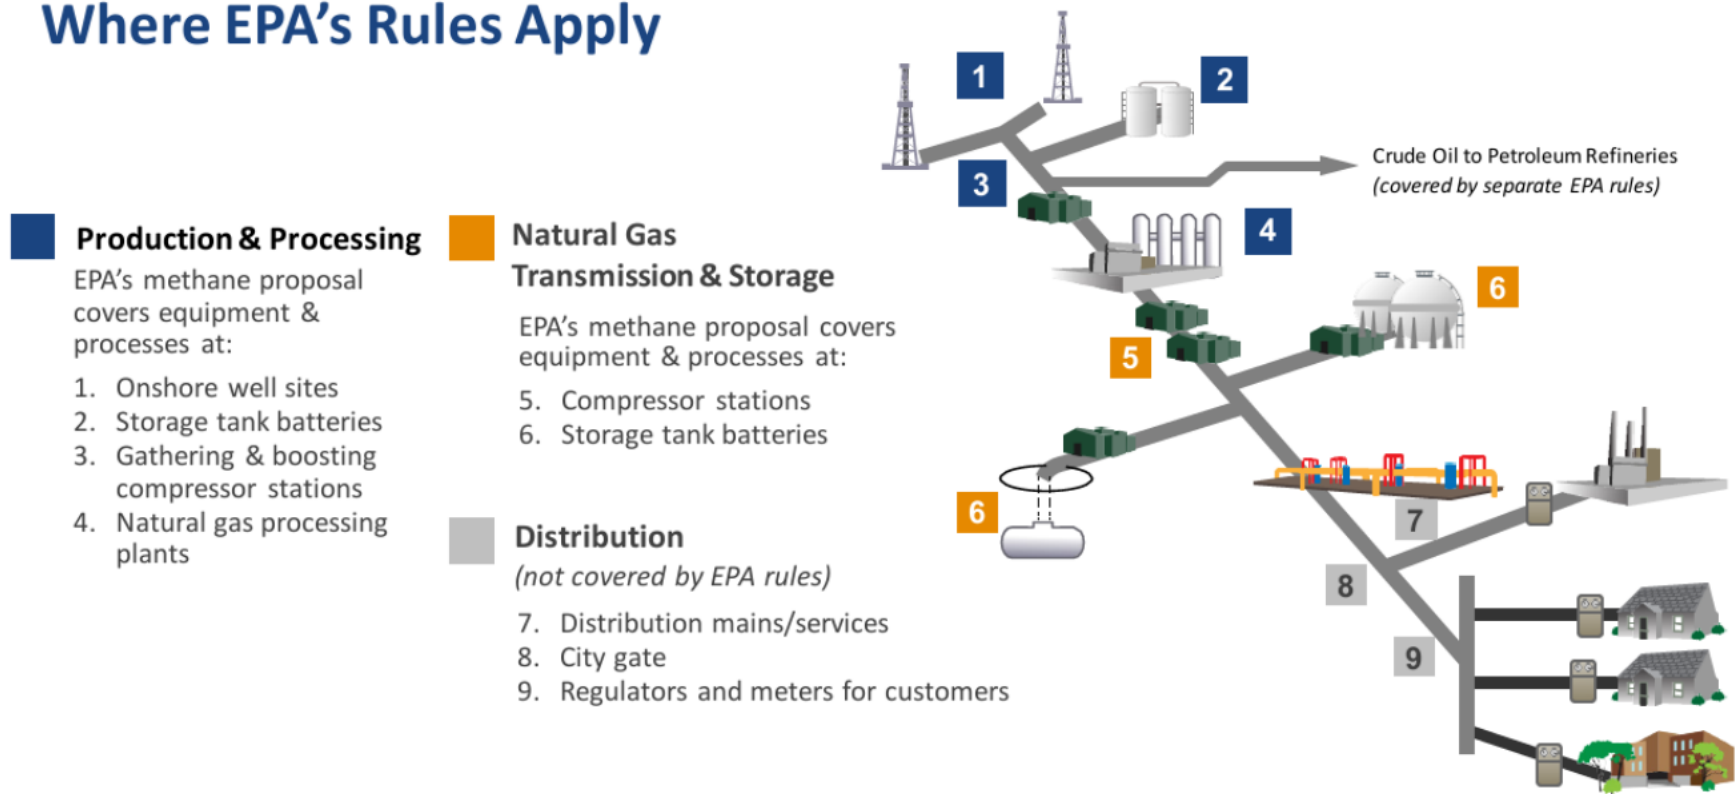 Where EPA's Rules Apply
Production & Processing
EPA's methane proposal
covers equipment &
processes at:
1. Onshore well sites
2. Storage tank batteries
3. Gathering & boosting
compressor stations
4. Natural gas processing
plants
Natural Gas
Transmission & Storage
EPA's methane proposal covers
equipment & processes at:
5. Compressor stations
6. Storage tank batteries
Distribution
(not covered by EPA rules)
7. Distribution mains/services
8. City gate
9. Regulators and meters for customers
1
2
Crude Oil to Petroleum Refineries
(covered by separate EPA rules)
3
4
6
5
6
7
8
9